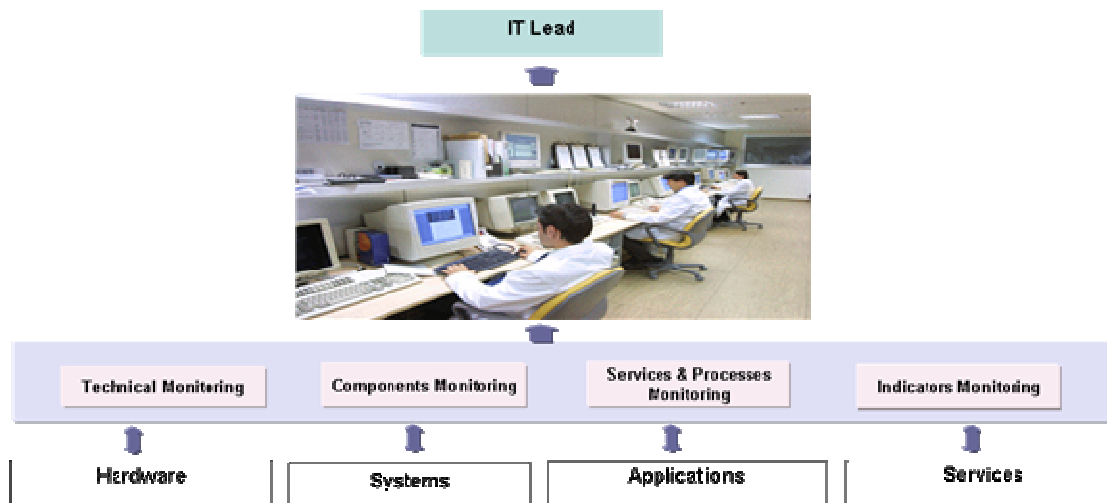 IT Lead
Technical Monitoring
Components Monitoring
Services & Processes
Monitoring
Indicators Monitoring
Hardware
Systems
Applications
Services